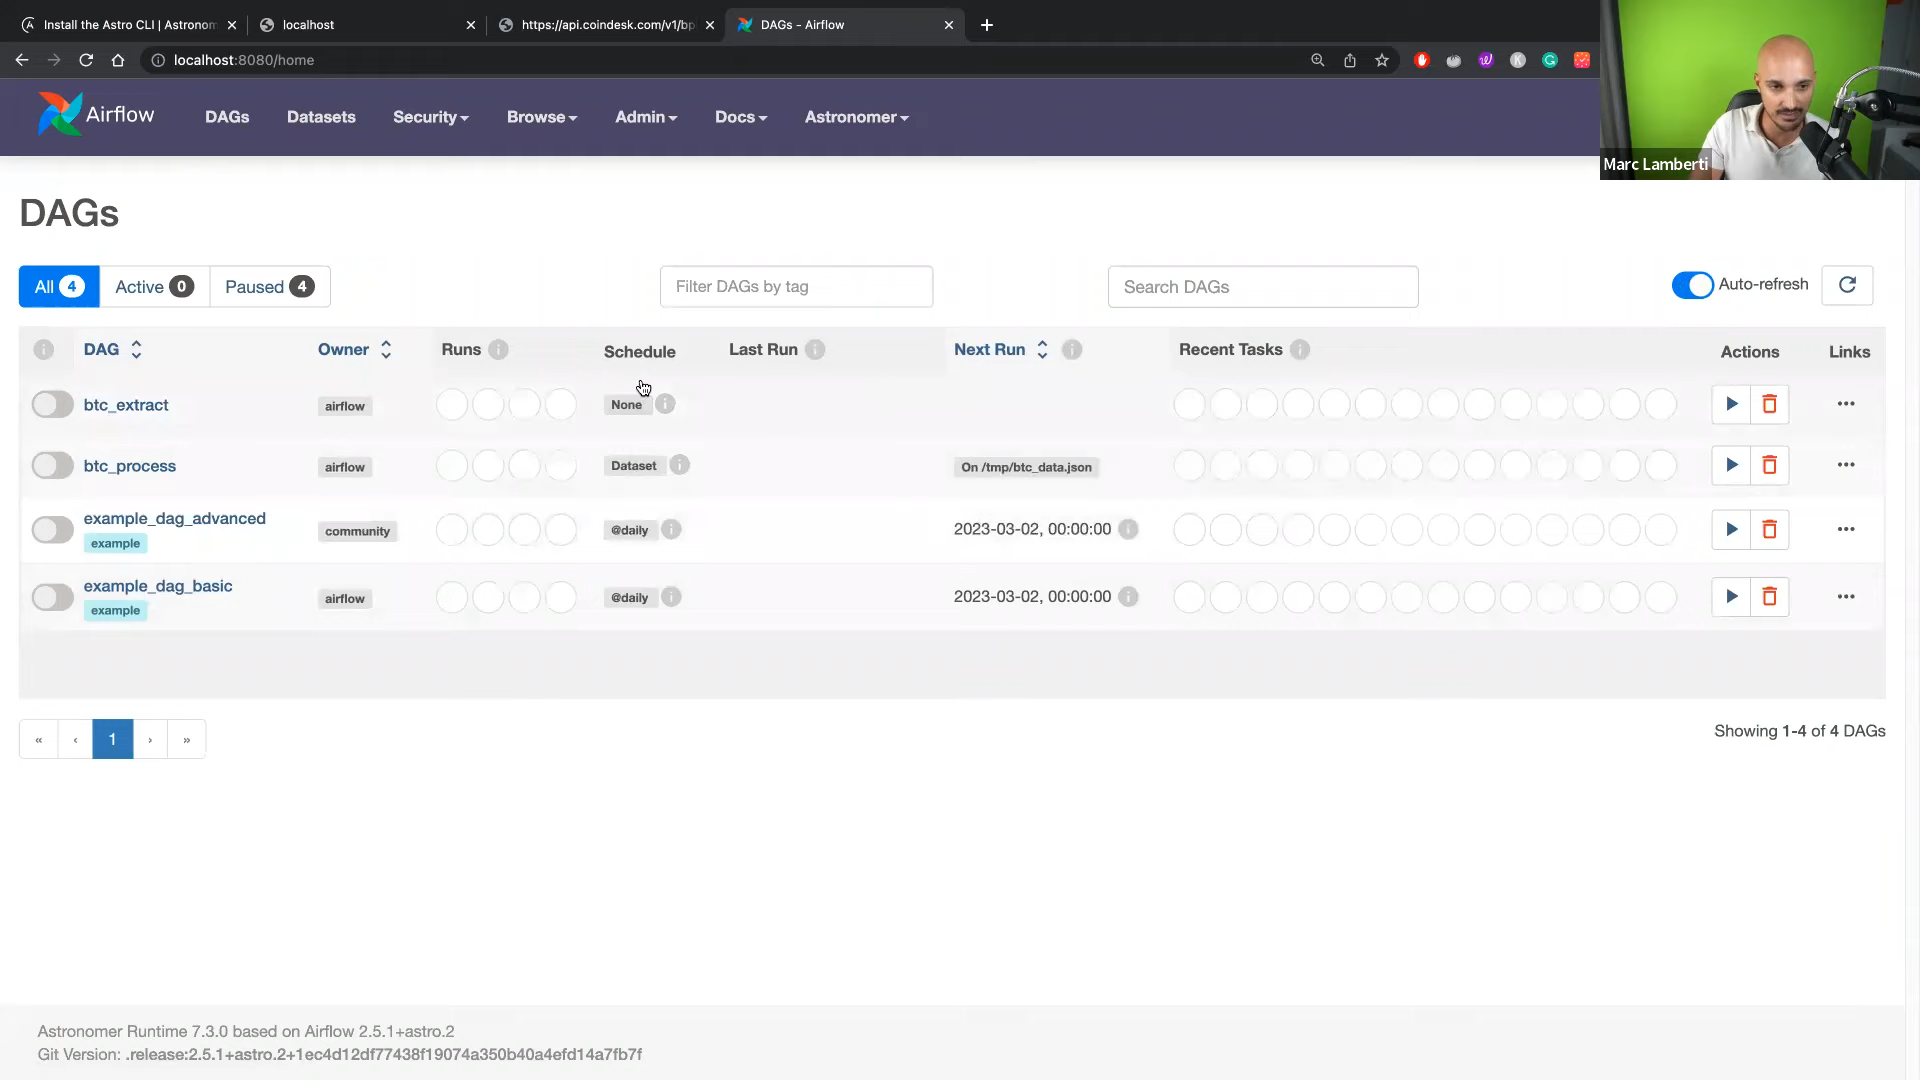 Install the Astro CLI | Astronom
localhost
https://api.coindesk.com/v1/bp
DAGs - Airflow
localhost:8080/home
Marc Lamberti
Airflow
DAGs
Datasets
Security
Browse
Admin
Docs
Astronomer
DAGs
All 4
Active 0
Paused 4
Filter DAGs by tag
Search DAGs
Auto-refresh
DAG
Owner
Runs
Schedule
Last Run
Next Run
Recent Tasks
Actions
Links
btc_extract
airflow
None
btc_process
airflow
Dataset
On /tmp/btc_data.json
example_dag_advanced
example
community
@daily
2023-03-02, 00:00:00
example_dag_basic
example
airflow
@daily
2023-03-02, 00:00:00
« ‹ 1 › »
Showing 1-4 of 4 DAGs
Astronomer Runtime 7.3.0 based on Airflow 2.5.1+astro.2
Git Version: .release:2.5.1+astro.2+1ec4d12df77438f19074a350b40a4efd14a7fb7f